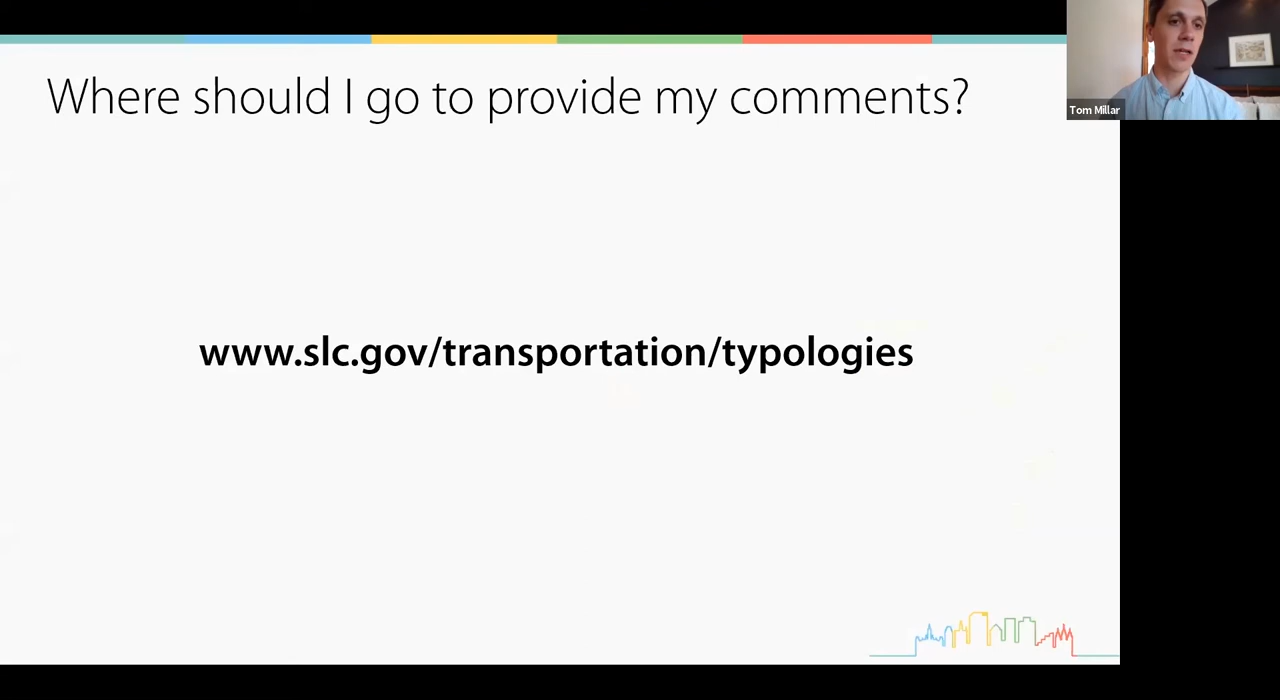 Where should I go to provide my comments?
Tom Millar
www.slc.gov/transportation/typologies